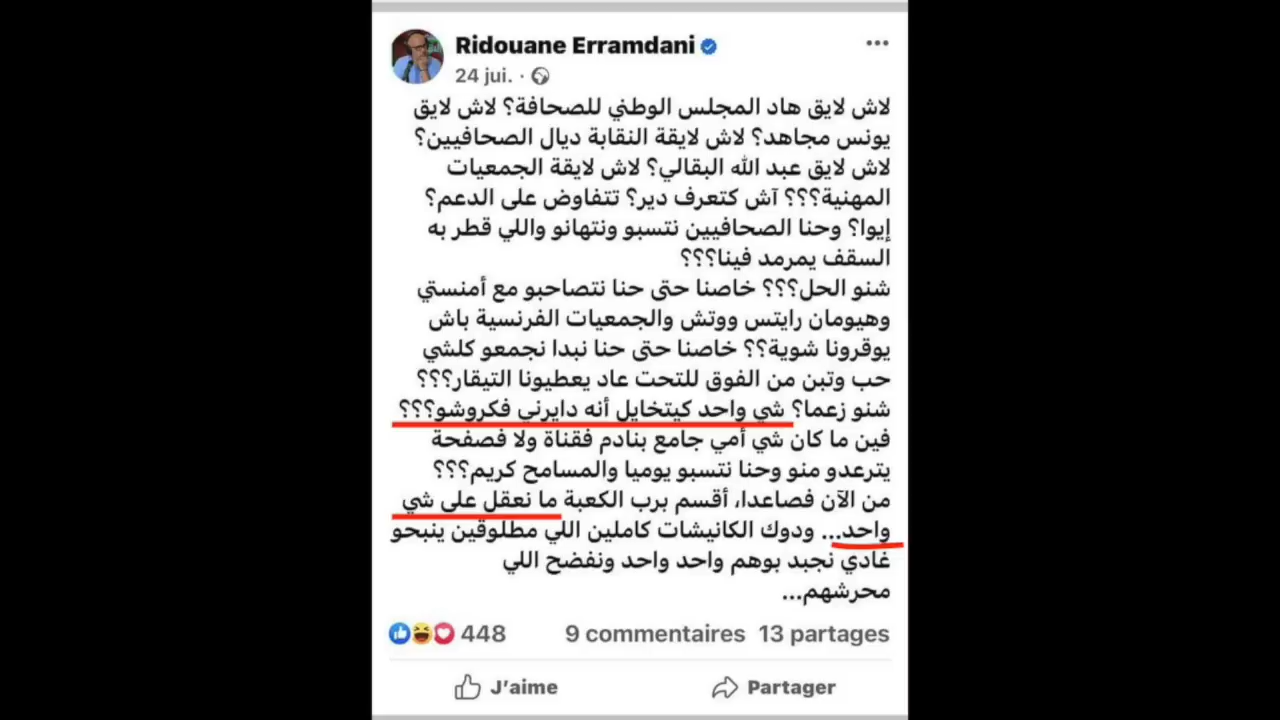 Ridouane Erramdani
24 jui. ·
لاش لايق هاد المجلس الوطني للصحافة؟ لاش لايق
يونس مجاهد؟ لاش لايقة النقابة ديال الصحافيين؟
لاش لايق عبد الله البقالي؟ لاش لايقة الجمعيات
المهنية؟؟؟ آش كتعرف دير؟ تتفاوض على الدعم؟
إيوا؟ وحنا الصحافيين نتسبو ونتهانو واللي قطر به
السقف يمرمد فينا؟؟؟
شنو الحل؟؟؟ خاصنا حتى حنا نتصاحبو مع أمنستي
وهيومان رايتس ووتش والجمعيات الفرنسية باش
يوقرونا شوية؟؟ خاصنا حتى حنا نبدا نجمعو كلشي
حب وتبن من الفوق للتحت عاد يعطيونا التيقار؟؟؟
شنو زعما؟ شي واحد كيتخايل أنه دايرني فكروشو؟؟؟
فين ما كان شي أمي جامع بنادم فقناة ولا فصفحة
يترعدو منو وحنا نتسبو يوميا والمسامح كريم؟؟؟
من الآن فصاعدا، أقسم برب الكعبة ما نعقل على شي
واحد... ودوك الكانيشات كاملين اللي مطلوقين ينبحو
غادي نجبد بوهم واحد واحد ونفضح اللي
محرشهم...
448 9 commentaires 13 partages
J’aime Partager